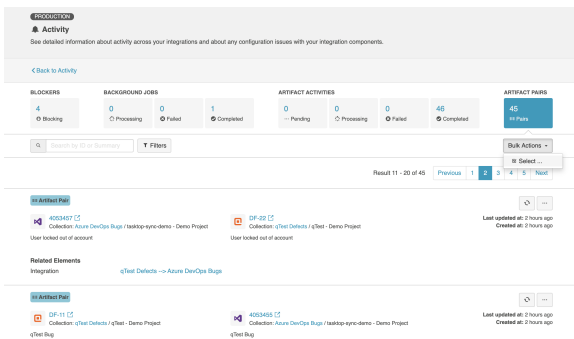 PRODUCTION
Activity
See detailed information about activity across your integrations and about any configuration issues with your integration components.
Back to Activity
BLOCKERS BACKGROUND JOBS ARTIFACT ACTIVITIES ARTIFACT PAIRS
4 0 0 1 0 0 0 46 45
Blocking Processing Failed Completed Pending Processing Failed Completed Pairs
Search by ID or Summary Filters Bulk Actions
Select ...
Result 11 - 20 of 45 Previous 1 2 3 4 5 Next
Artifact Pair
4053457 DF-22 Last updated at: 2 hours ago
Collection: Azure DevOps Bugs / tasktop-sync-demo - Demo Project Collection: qTest Defects / qTest - Demo Project Created at: 2 hours ago
User locked out of account User locked out of account
Related Elements
Integration qTest Defects --> Azure DevOps Bugs
Artifact Pair
DF-11 4053455 Last updated at: 2 hours ago
Collection: qTest Defects / qTest - Demo Project Collection: Azure DevOps Bugs / tasktop-sync-demo - Demo Project Created at: 2 hours ago
qTest Bug qTest Bug